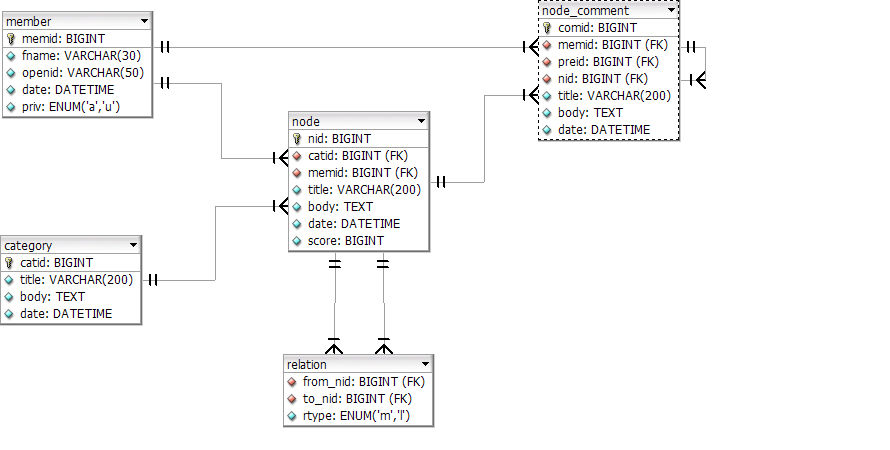 member
memid: BIGINT
fname: VARCHAR(30)
openid: VARCHAR(50)
date: DATETIME
priv: ENUM('a','u')
node_comment
comid: BIGINT
memid: BIGINT (FK)
preid: BIGINT (FK)
nid: BIGINT (FK)
title: VARCHAR(200)
body: TEXT
date: DATETIME
node
nid: BIGINT
catid: BIGINT (FK)
memid: BIGINT (FK)
title: VARCHAR(200)
body: TEXT
date: DATETIME
score: BIGINT
category
catid: BIGINT
title: VARCHAR(200)
body: TEXT
date: DATETIME
relation
from_nid: BIGINT (FK)
to_nid: BIGINT (FK)
rtype: ENUM('m','l')